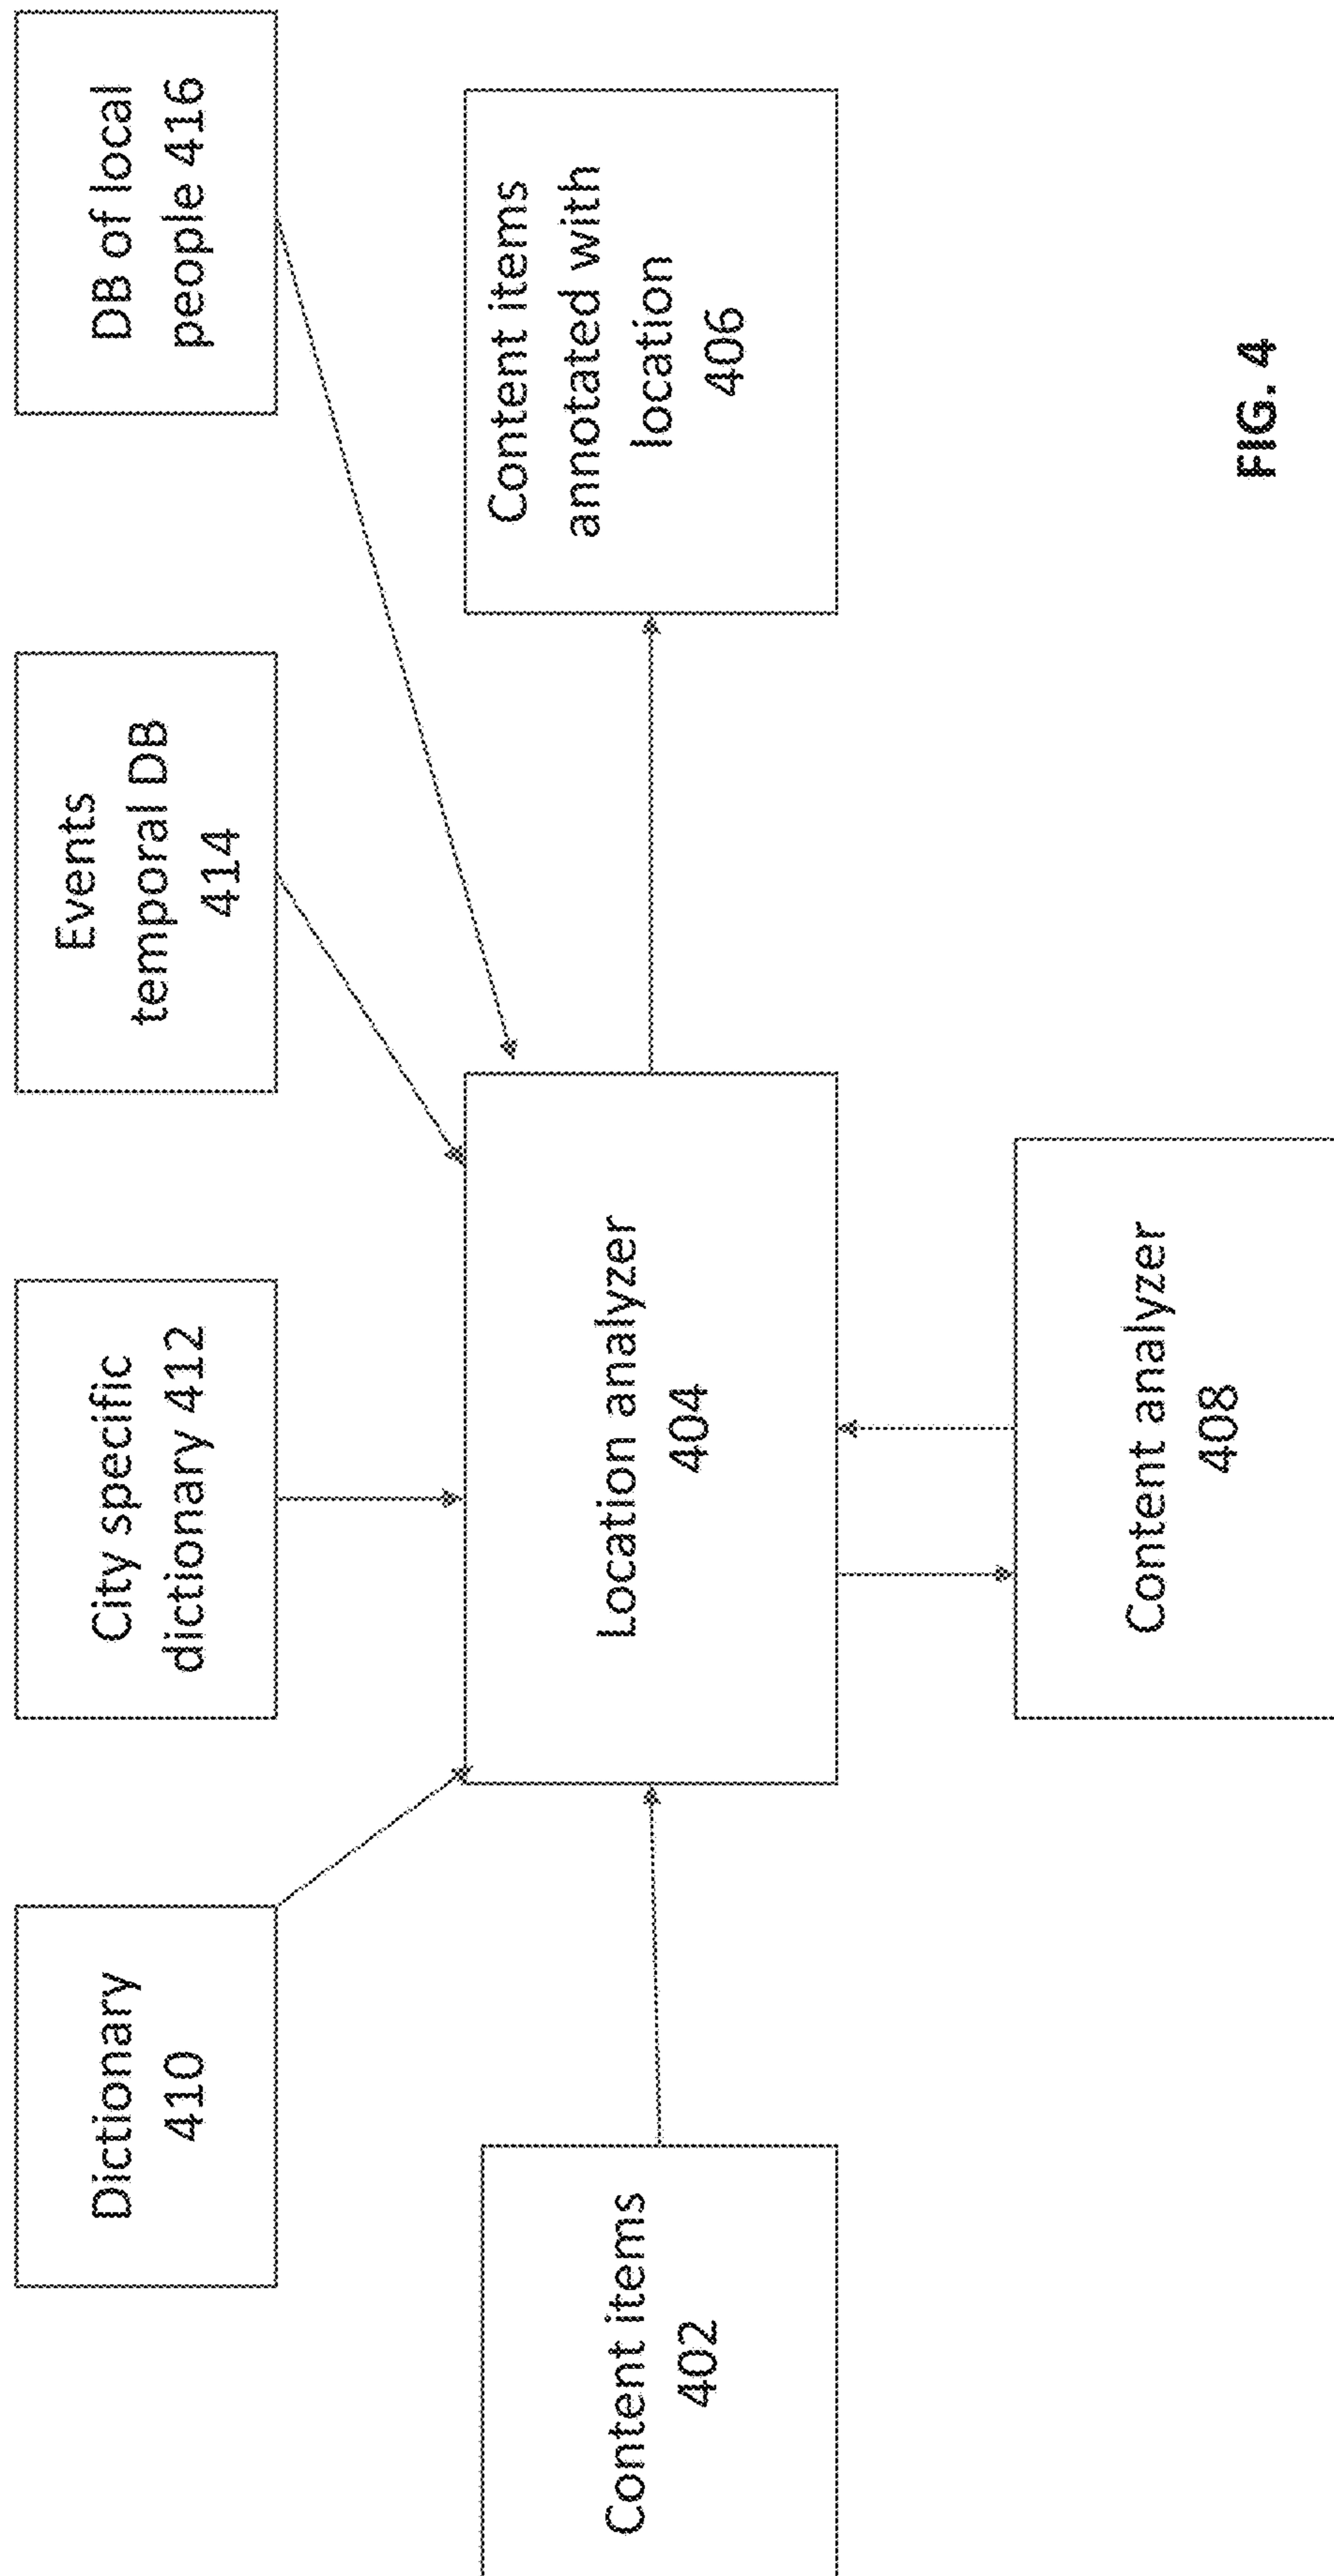 Dictionary
410
City specific
dictionary 412
Events
temporal DB
414
DB of local
people 416
Content items
402
Location analyzer
404
Content items
annotated with
location
406
Content analyzer
408
FIG. 4